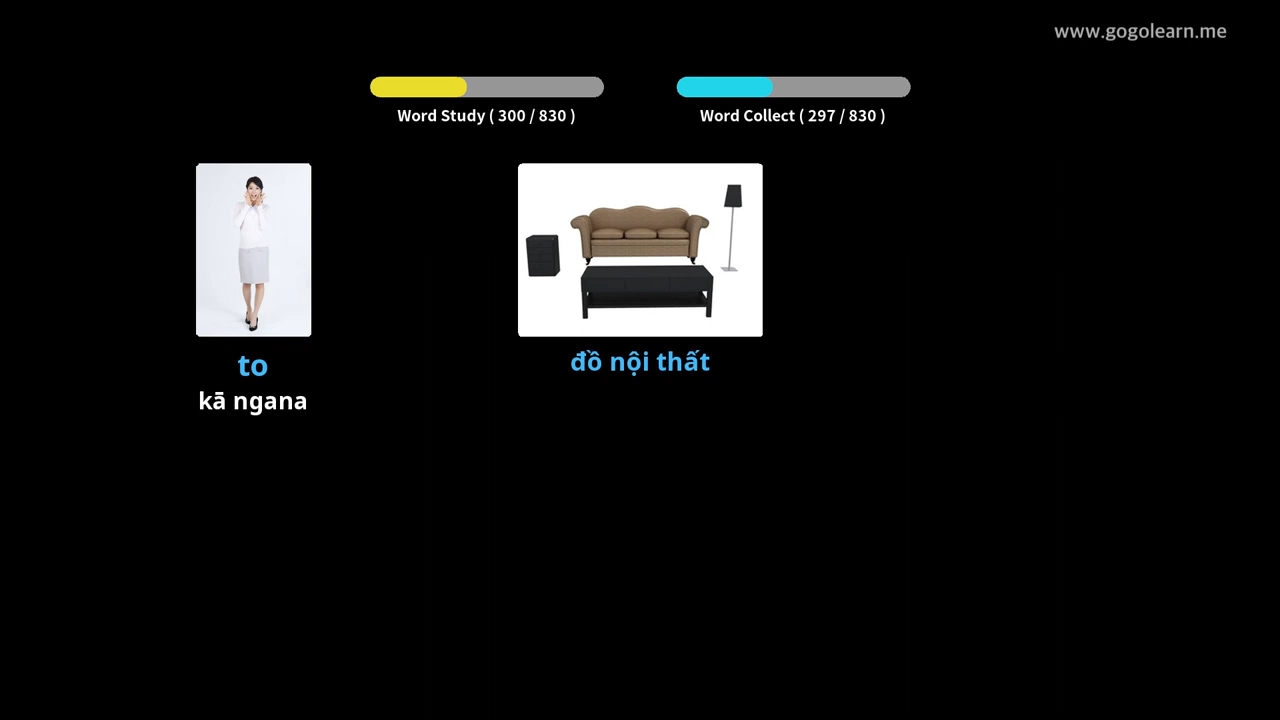 www.gogolearn.me
Word Study ( 300 / 830 )
Word Collect ( 297 / 830 )
to
kā ngana
đồ nội thất